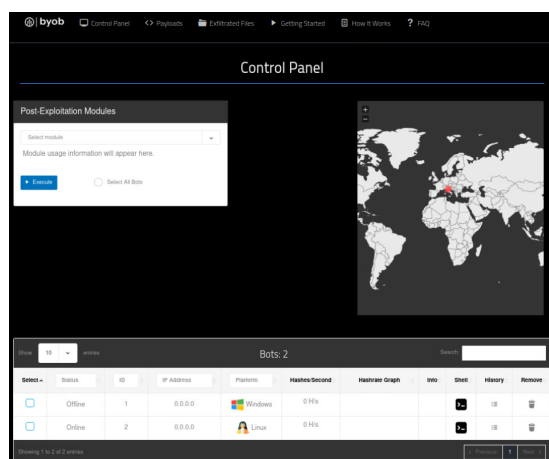 byob Control Panel <> Payloads Exfiltrated Files Getting Started How It Works ? FAQ
Control Panel
Post-Exploitation Modules
Select module
Module usage information will appear here.
Execute Select All Bots
+
−
Show 10 entries Bots: 2 Search:
Select Status ID IP Address Platform Hashes/Second Hashrate Graph Info Shell History Remove
Offline 1 0.0.0.0 Windows 0 H/s
Online 2 0.0.0.0 Linux 0 H/s
Showing 1 to 2 of 2 entries ‹ Previous 1 Next ›